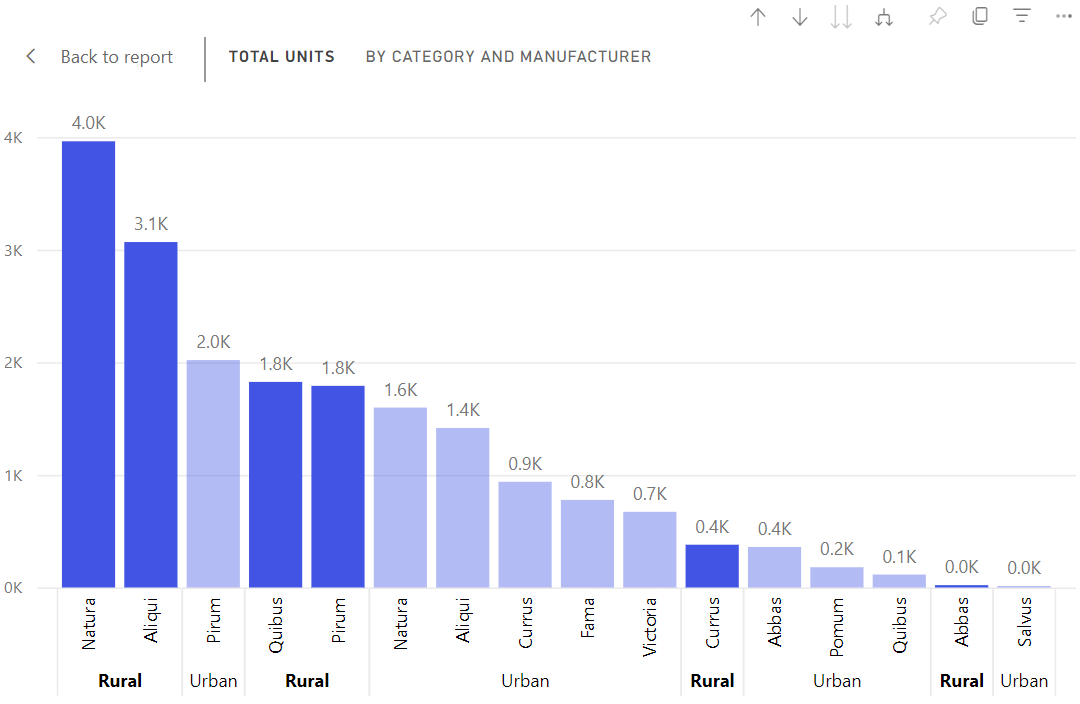 Back to report
TOTAL UNITS
BY CATEGORY AND MANUFACTURER
4K
3K
2K
1K
0K
4.0K
3.1K
2.0K
1.8K
1.8K
1.6K
1.4K
0.9K
0.8K
0.7K
0.4K
0.4K
0.2K
0.1K
0.0K
0.0K
Natura
Aliqui
Pirum
Quibus
Pirum
Natura
Aliqui
Currus
Fama
Victoria
Currus
Abbas
Pomum
Quibus
Abbas
Salvus
Rural
Urban
Rural
Urban
Rural
Urban
Rural
Urban